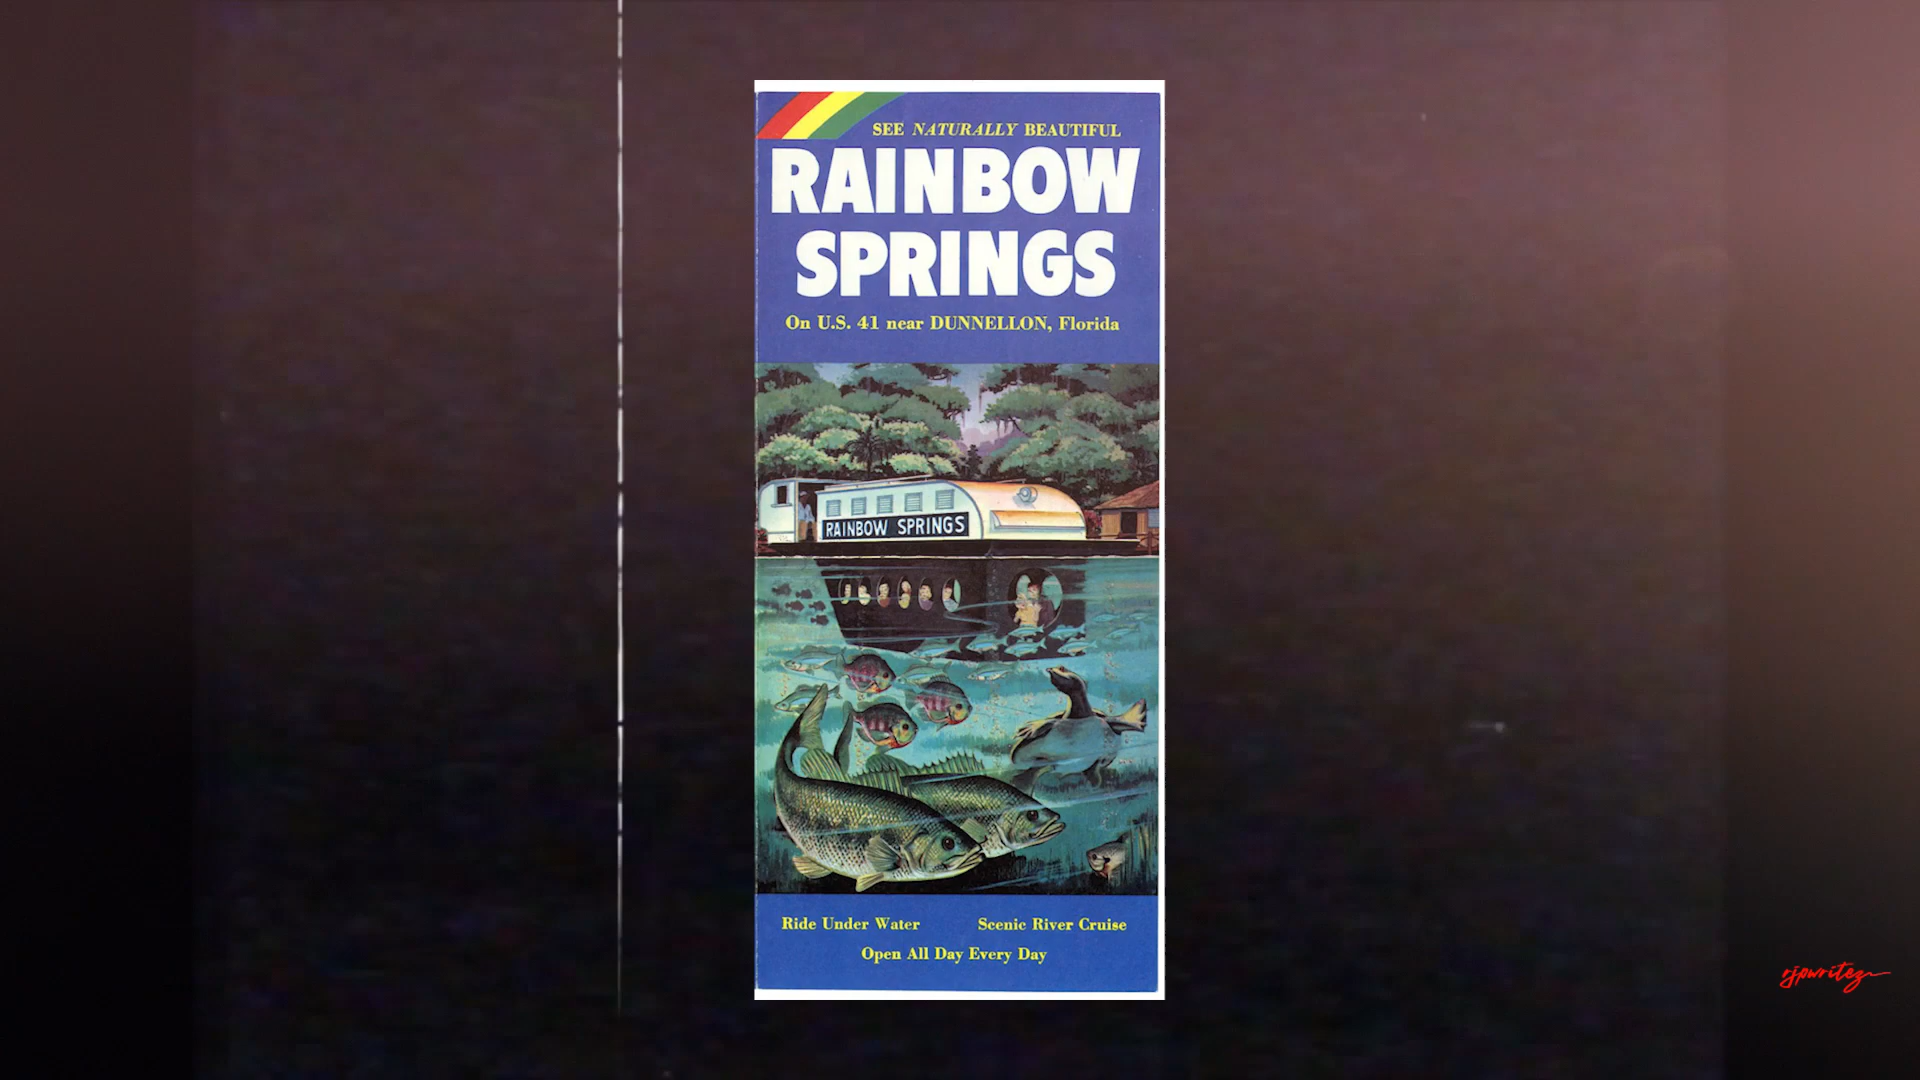 SEE NATURALLY BEAUTIFUL
RAINBOW
SPRINGS
On U.S. 41 near DUNNELLON, Florida
RAINBOW SPRINGS
Ride Under Water Scenic River Cruise
Open All Day Every Day
rjpwritez